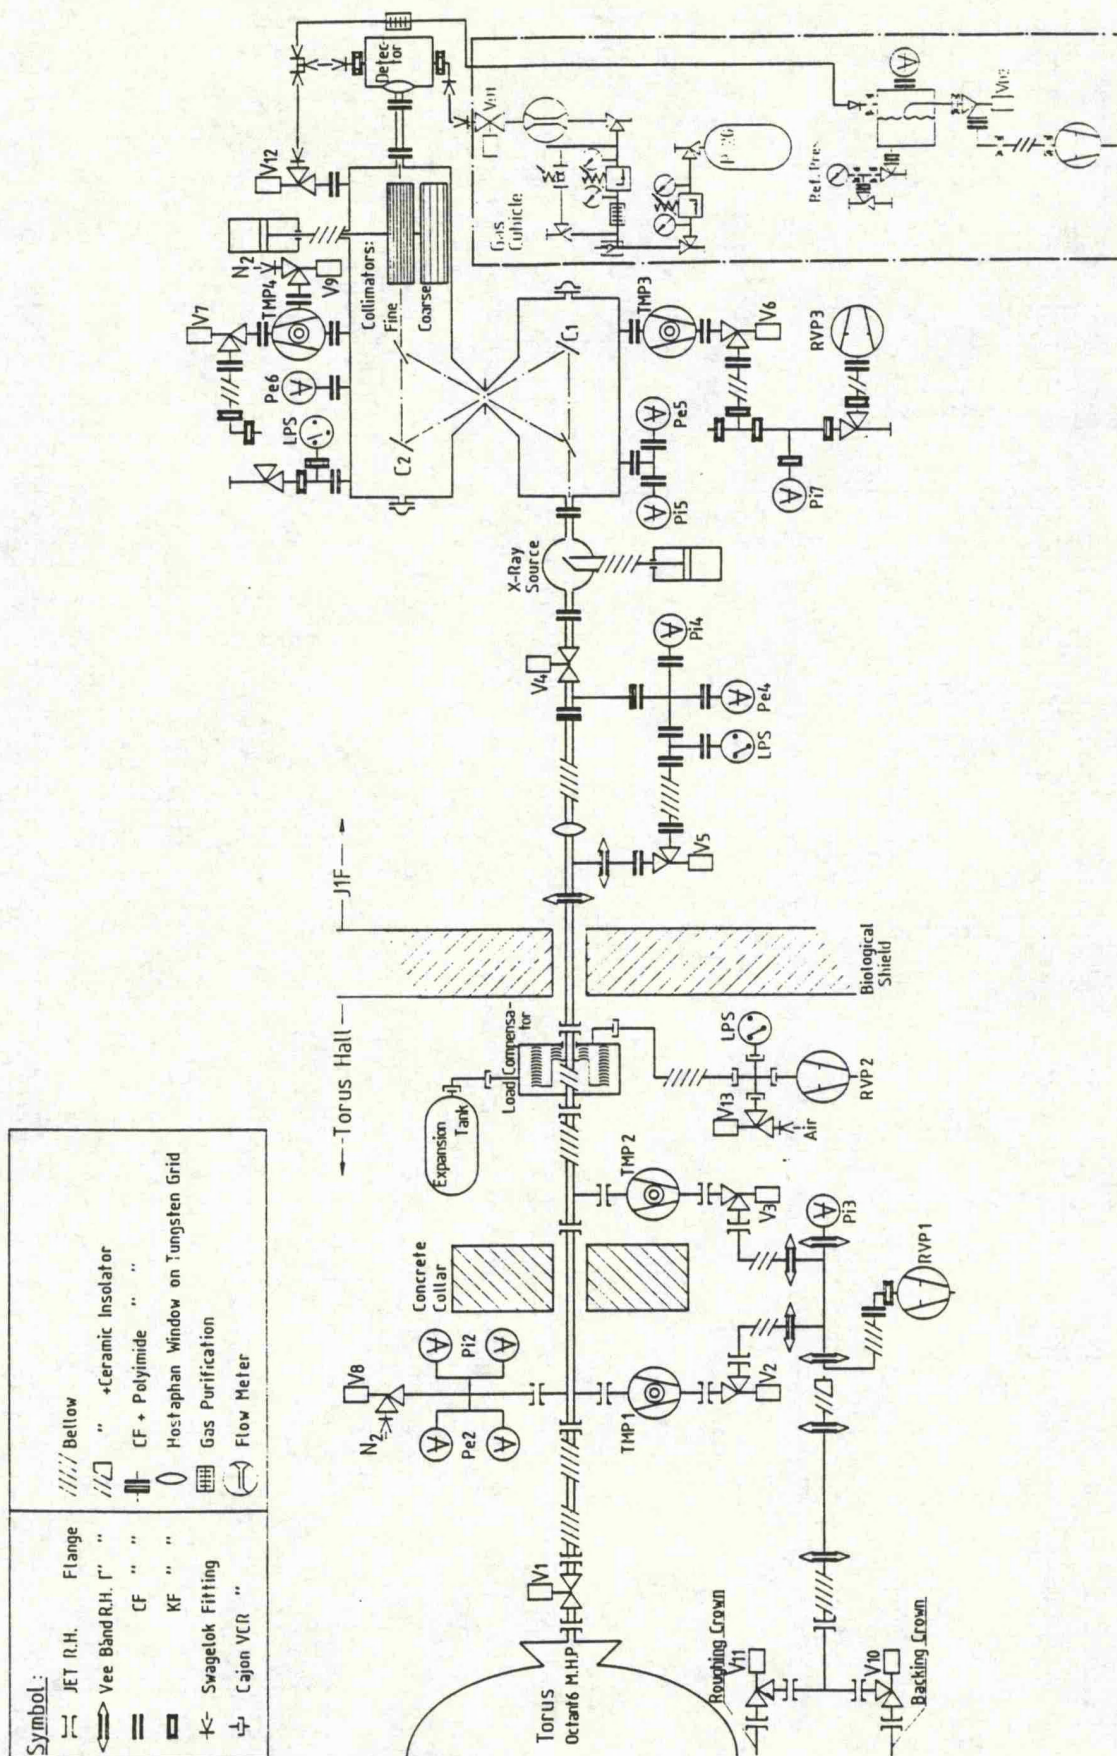 Symbol:
JET R.H. Flange
Vee Band R.H. 1" "
CF " "
KF " "
Swagelok Fitting
Cajon VCR "
Bellow
" +Ceramic Insolator
CF + Polyimide " "
Hostaphan Window on Tungsten Grid
Gas Purification
Flow Meter
Torus
Octant6 M.H.P
V1
Roughing Crown
V11
V10
Backing Crown
V8
N2
Pe2
Pi2
TMP1
V2
Concrete
Collar
TMP2
V3
Pi3
RVP1
Expansion
Tank
Load Compensa-
tor
V13
Air
LPS
RVP2
Torus Hall
J1F
Biological
Shield
V5
LPS
Pe4
Pi4
V4
X-Ray
Source
Pi5
Pe5
C1
TMP3
V6
Pi7
RVP3
C2
LPS
Pe6
V7
TMP4
V9
N2
Collimators:
Fine
Coarse
V12
Detec-
tor
Gas
Cubicle
Ref. Pres.